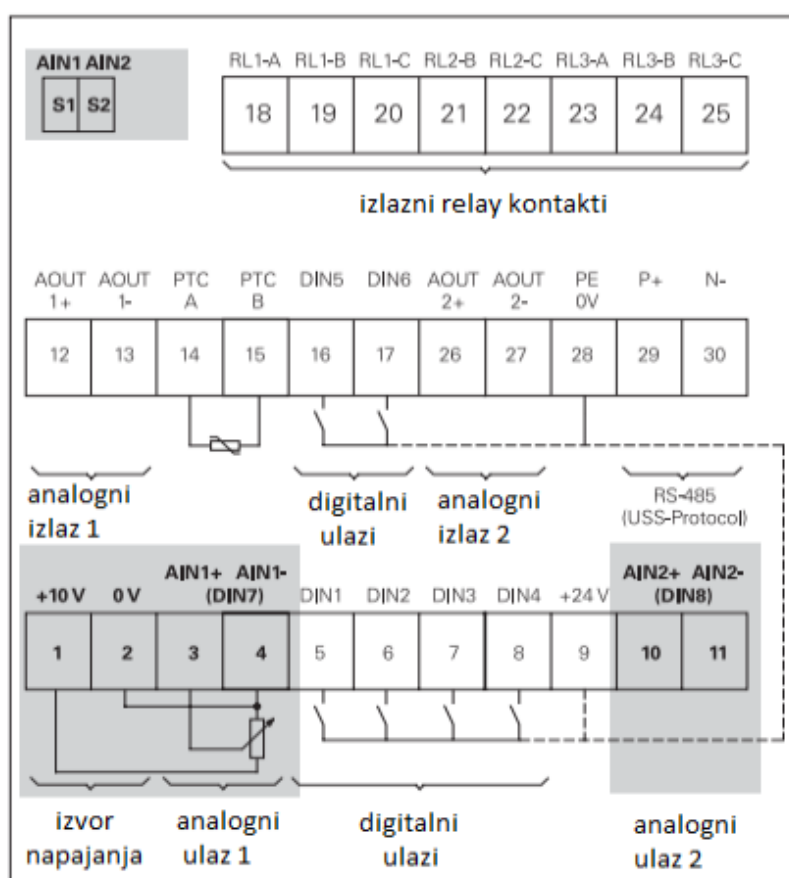 AIN1 AIN2
S1 S2
RL1-A RL1-B RL1-C RL2-B RL2-C RL3-A RL3-B RL3-C
18 19 20 21 22 23 24 25
izlazni relay kontakti
AOUT AOUT PTC PTC DIN5 DIN6 AOUT AOUT PE P+ N-
1+ 1- A B 2+ 2- 0V
12 13 14 15 16 17 26 27 28 29 30
analogni
izlaz 1
digitalni
ulazi
analogni
izlaz 2
RS-485
(USS-Protocol)
+10 V 0 V
AIN1+ AIN1-
(DIN7)
DIN1 DIN2 DIN3 DIN4 +24 V
AIN2+ AIN2-
(DIN8)
1 2 3 4 5 6 7 8 9 10 11
izvor
napajanja
analogni
ulaz 1
digitalni
ulazi
analogni
ulaz 2